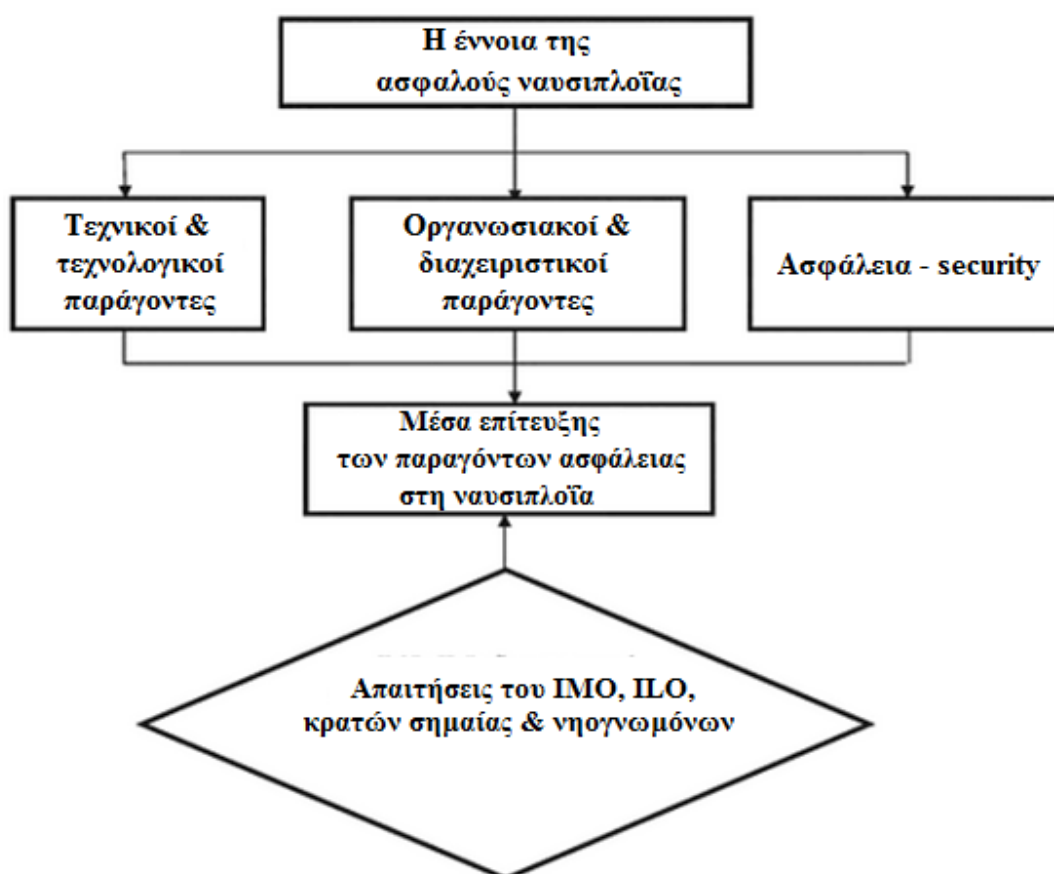 Η έννοια της
ασφαλούς ναυσιπλοΐας
Τεχνικοί &
τεχνολογικοί
παράγοντες
Οργανωσιακοί &
διαχειριστικοί
παράγοντες
Ασφάλεια - security
Μέσα επίτευξης
των παραγόντων ασφάλειας
στη ναυσιπλοΐα
Απαιτήσεις του IMO, ILO,
κρατών σημαίας & νηογνωμόνων